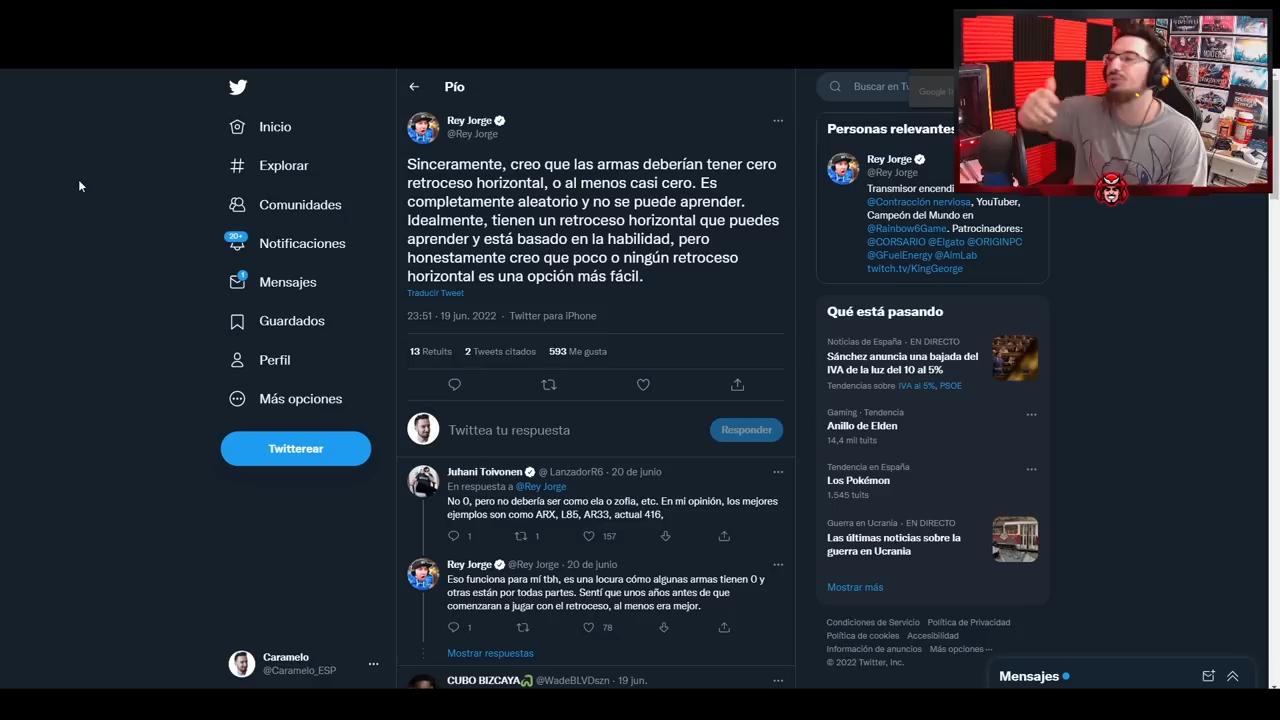 Pío
Buscar en Tw
Google Tr
Inicio
Explorar
Comunidades
20+
Notificaciones
1
Mensajes
Guardados
Perfil
Más opciones
Twitterear
Caramelo
@Caramelo_ESP
Rey Jorge
@Rey Jorge
Sinceramente, creo que las armas deberían tener cero
retroceso horizontal, o al menos casi cero. Es
completamente aleatorio y no se puede aprender.
Idealmente, tienen un retroceso horizontal que puedes
aprender y está basado en la habilidad, pero
honestamente creo que poco o ningún retroceso
horizontal es una opción más fácil.
Traducir Tweet
23:51 · 19 jun. 2022 · Twitter para iPhone
13 Retuits 2 Tweets citados 593 Me gusta
Twittea tu respuesta
Responder
Juhani Toivonen @ LanzadorR6 · 20 de junio
En respuesta a @Rey Jorge
No 0, pero no debería ser como ela o zofia, etc. En mi opinión, los mejores
ejemplos son como ARX, L85, AR33, actual 416,
1 1 157
Rey Jorge @Rey Jorge · 20 de junio
Eso funciona para mí tbh, es una locura cómo algunas armas tienen 0 y
otras están por todas partes. Sentí que unos años antes de que
comenzaran a jugar con el retroceso, al menos era mejor.
1 78
Mostrar respuestas
CUBO BIZCAYA @WadeBLVDszn · 19 jun.
Personas relevantes
Rey Jorge
@Rey Jorge
Transmisor encendi
@Contracción nerviosa, YouTuber,
Campeón del Mundo en
@Rainbow6Game. Patrocinadores:
@CORSARIO @Elgato @ORIGINPC
@GFuelEnergy @AimLab
twitch.tv/KingGeorge
Qué está pasando
Noticias de España · EN DIRECTO
Sánchez anuncia una bajada del
IVA de la luz del 10 al 5%
Tendencias sobre IVA al 5%, PSOE
Gaming · Tendencia
Anillo de Elden
14,4 mil tuits
Tendencia en España
Los Pokémon
1.545 tuits
Guerra en Ucrania · EN DIRECTO
Las últimas noticias sobre la
guerra en Ucrania
Mostrar más
Condiciones de Servicio Política de Privacidad
Política de cookies Accesibilidad
Información de anuncios Más opciones ···
© 2022 Twitter, Inc.
Mensajes